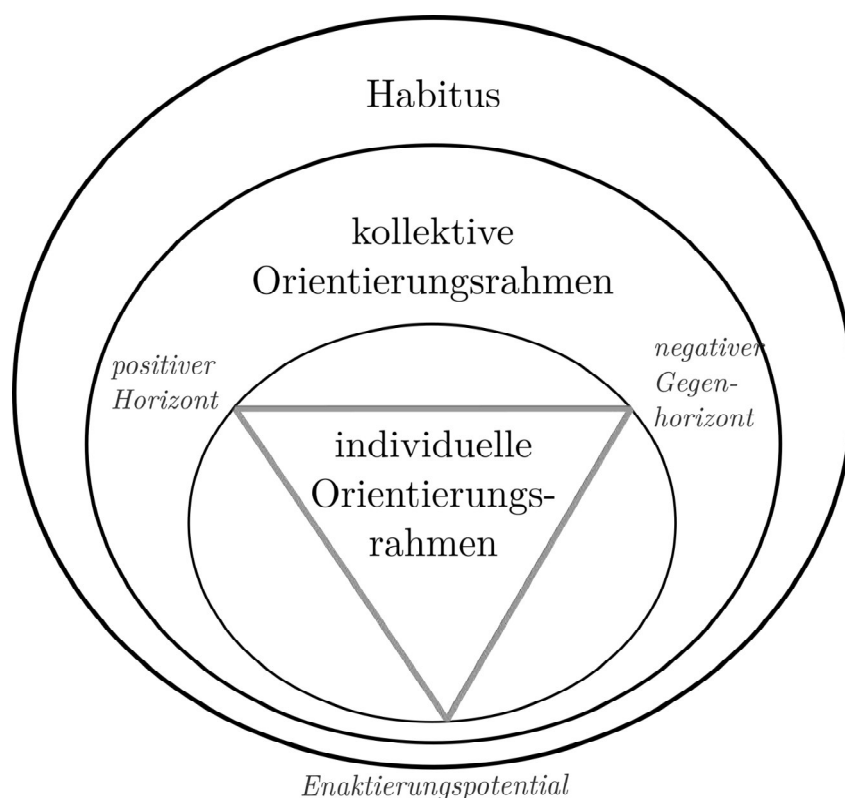 Habitus
kollektive
Orientierungsrahmen
positiver
Horizont
negativer
Gegen-
horizont
individuelle
Orientierungs-
rahmen
Enaktierungspotential